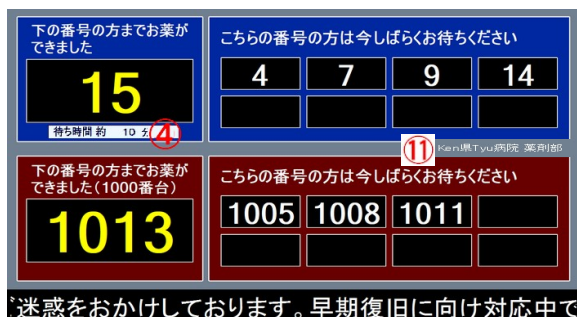 下の番号の方までお薬が
できました
15
待ち時間 約 10 分
④
こちらの番号の方は今しばらくお待ちください
4 7 9 14
⑪
Ken県Tyu病院 薬剤部
下の番号の方までお薬が
できました(1000番台)
1013
こちらの番号の方は今しばらくお待ちください
1005 1008 1011
迷惑をおかけしております。早期復旧に向け対応中で